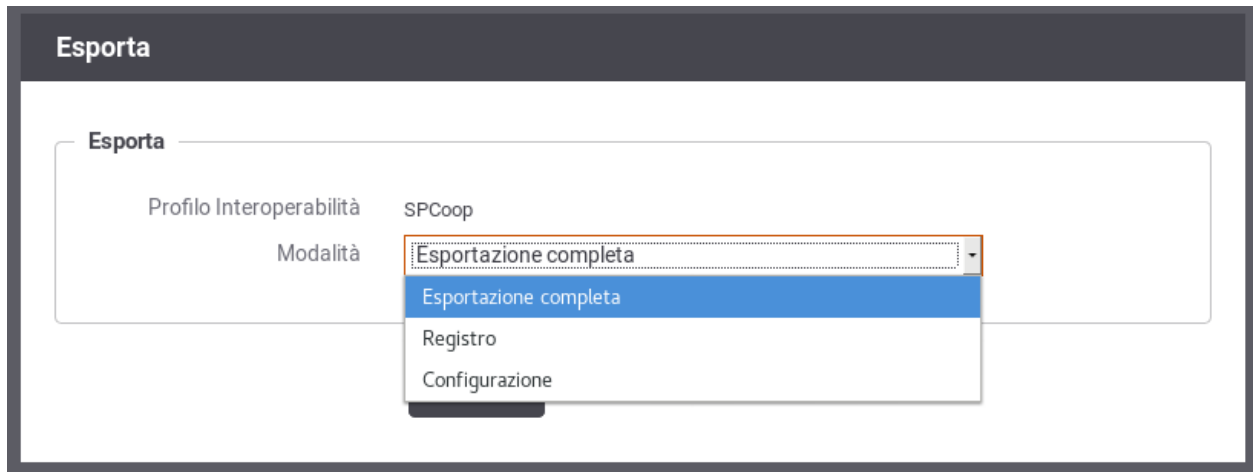 Esporta
Esporta
Profilo Interoperabilità SPCoop
Modalità Esportazione completa
Esportazione completa
Registro
Configurazione